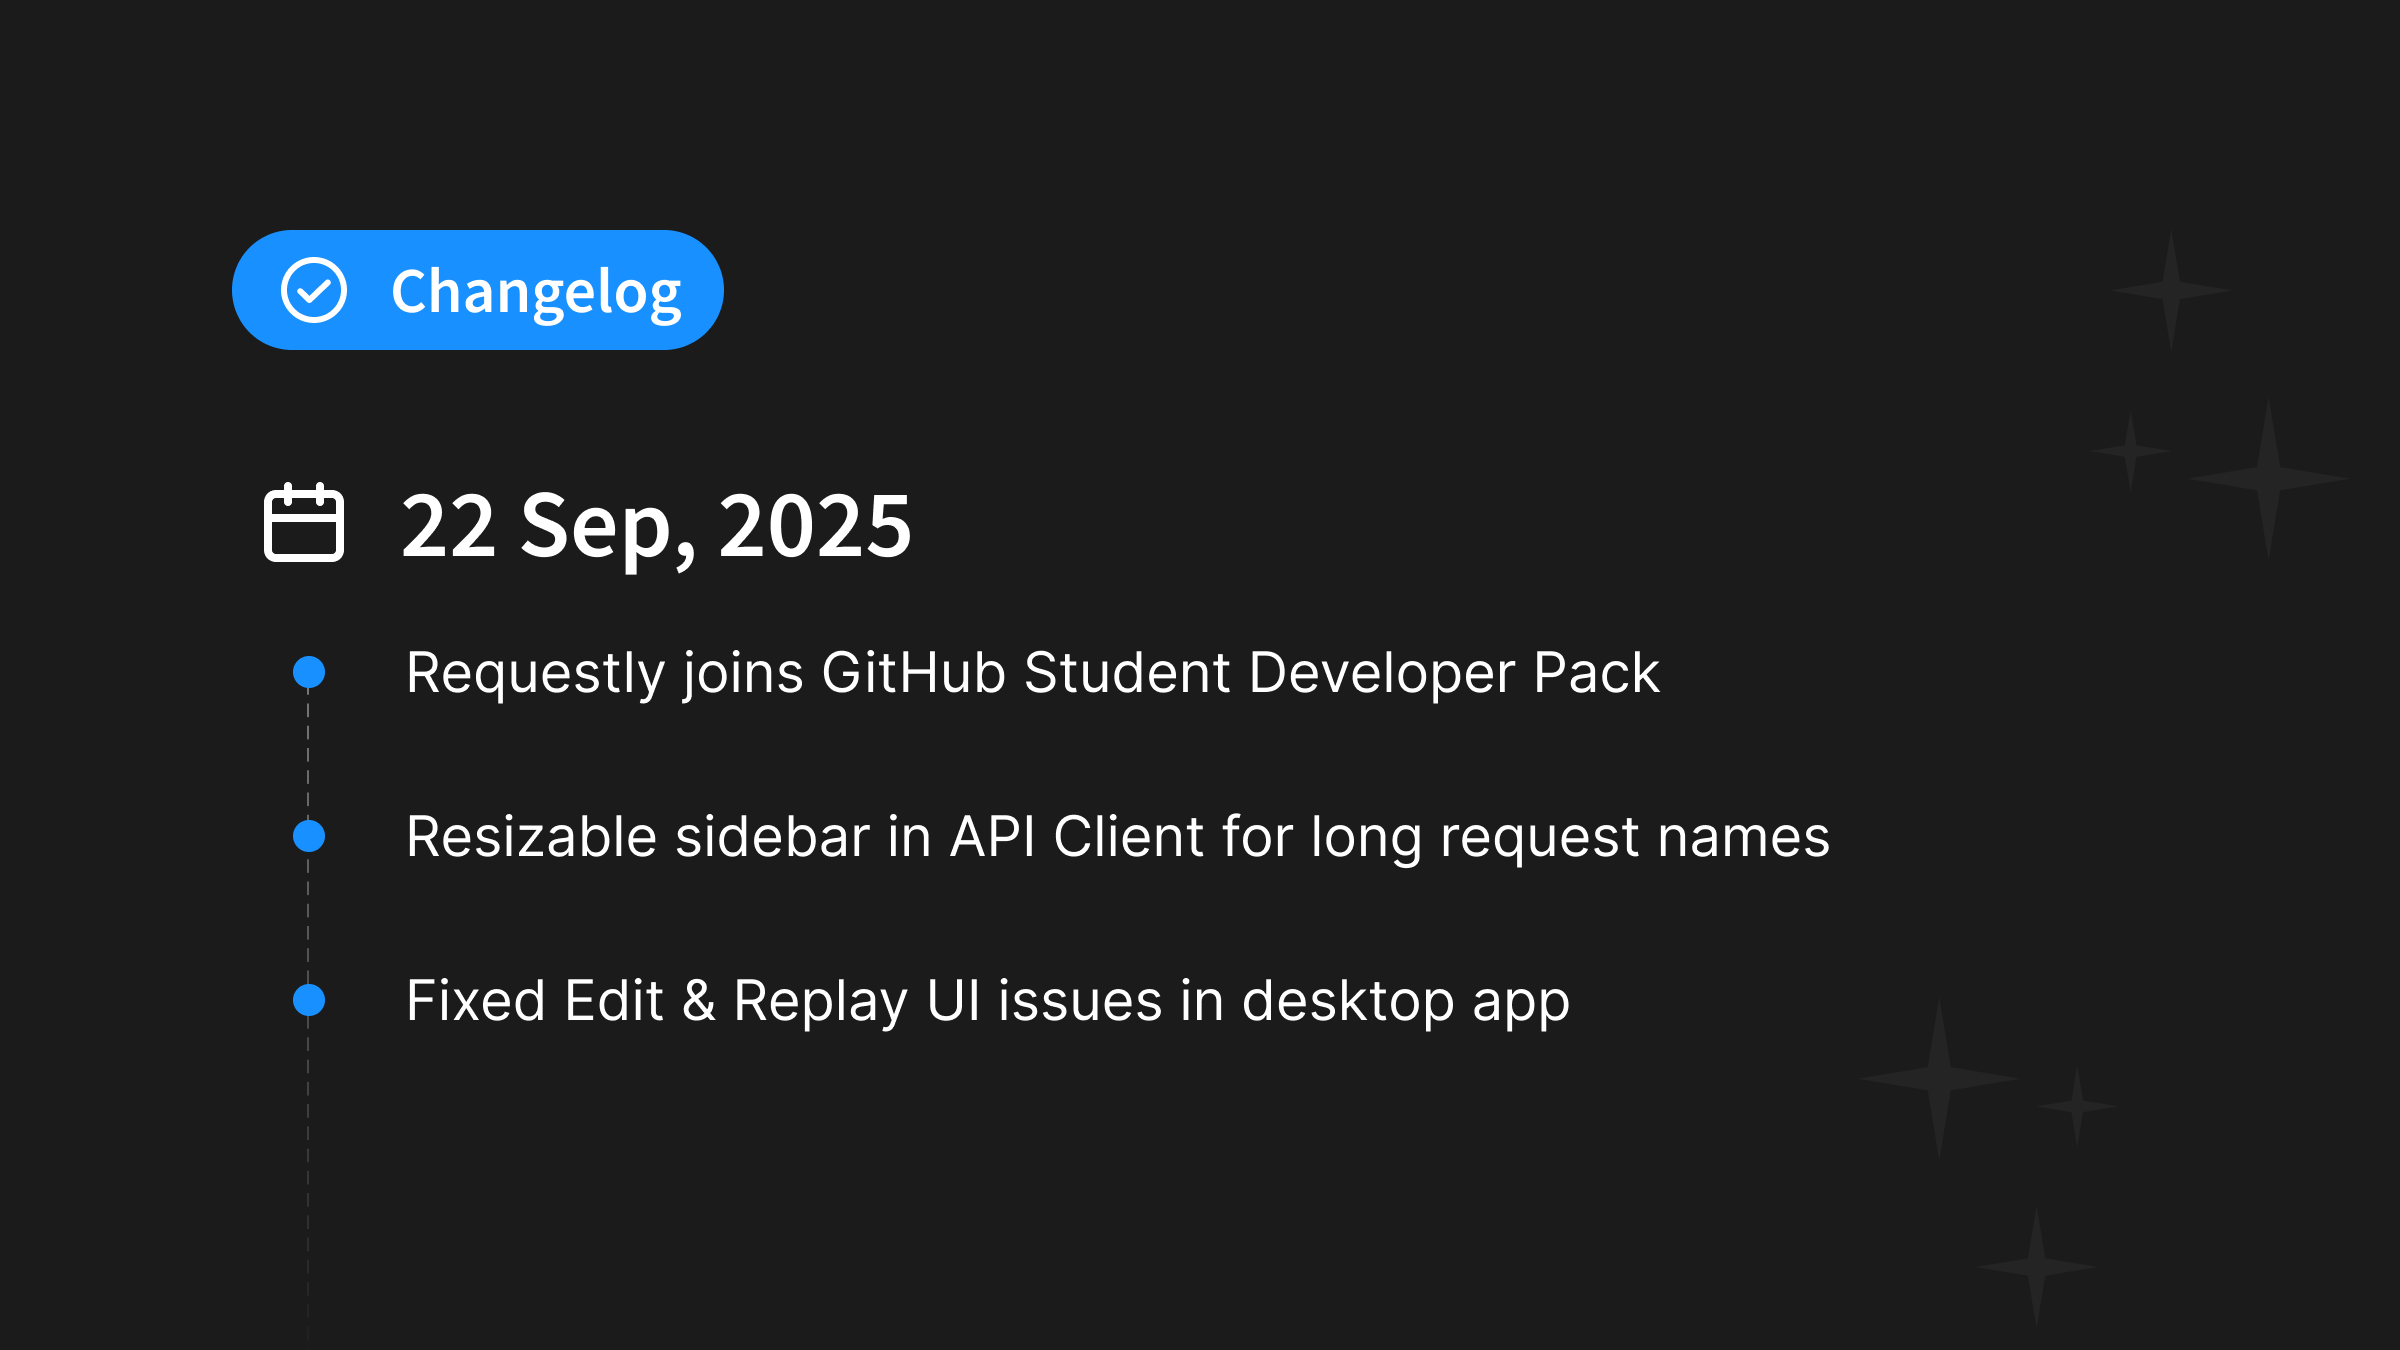 Changelog
22 Sep, 2025
Requestly joins GitHub Student Developer Pack
Resizable sidebar in API Client for long request names
Fixed Edit & Replay UI issues in desktop app